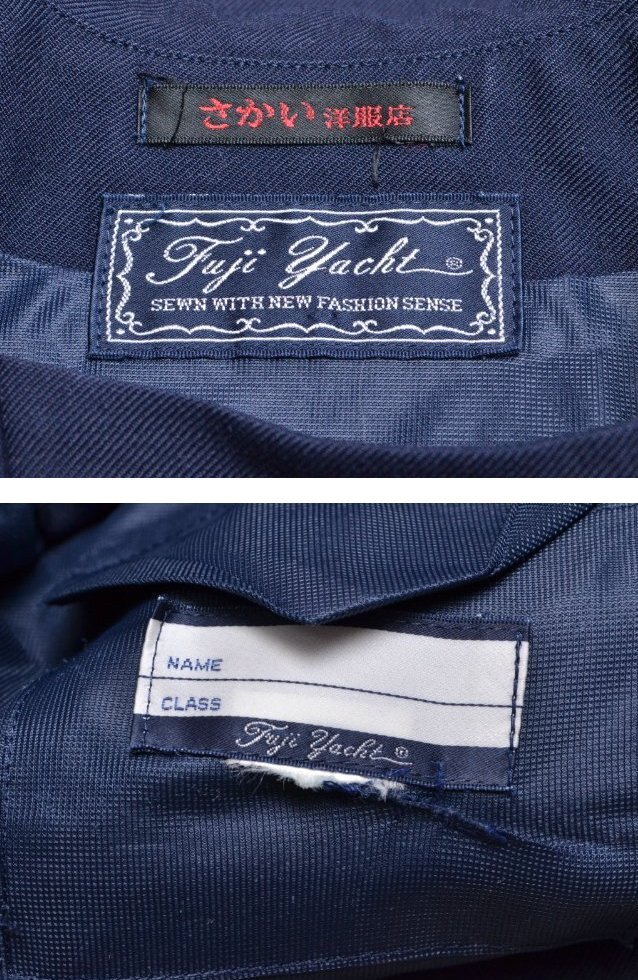 さかい洋服店
Fuji Yacht®
SEWN WITH NEW FASHION SENSE
NAME
CLASS
Fuji Yacht®